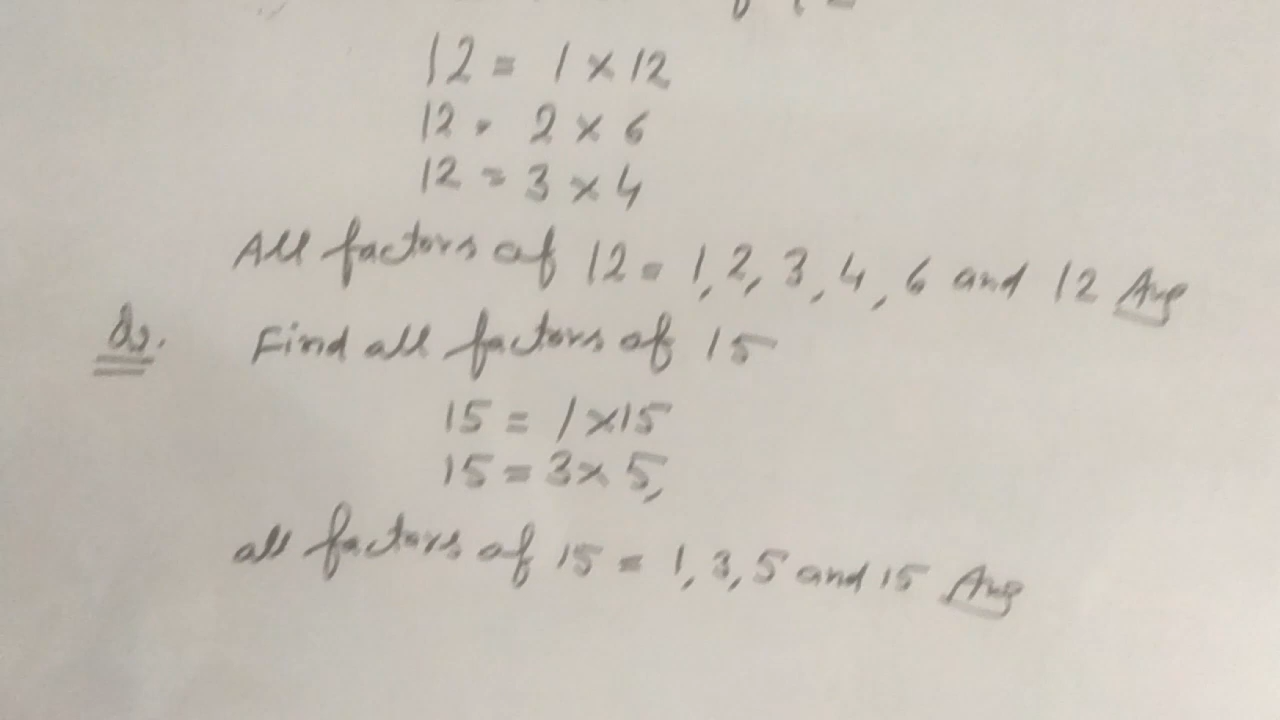 12 = 1 × 12
12 = 2 × 6
12 = 3 × 4
All factors of 12 = 1, 2, 3, 4, 6 and 12 Ans
Q. Find all factors of 15
15 = 1 × 15
15 = 3 × 5,
all factors of 15 = 1, 3, 5 and 15 Ans